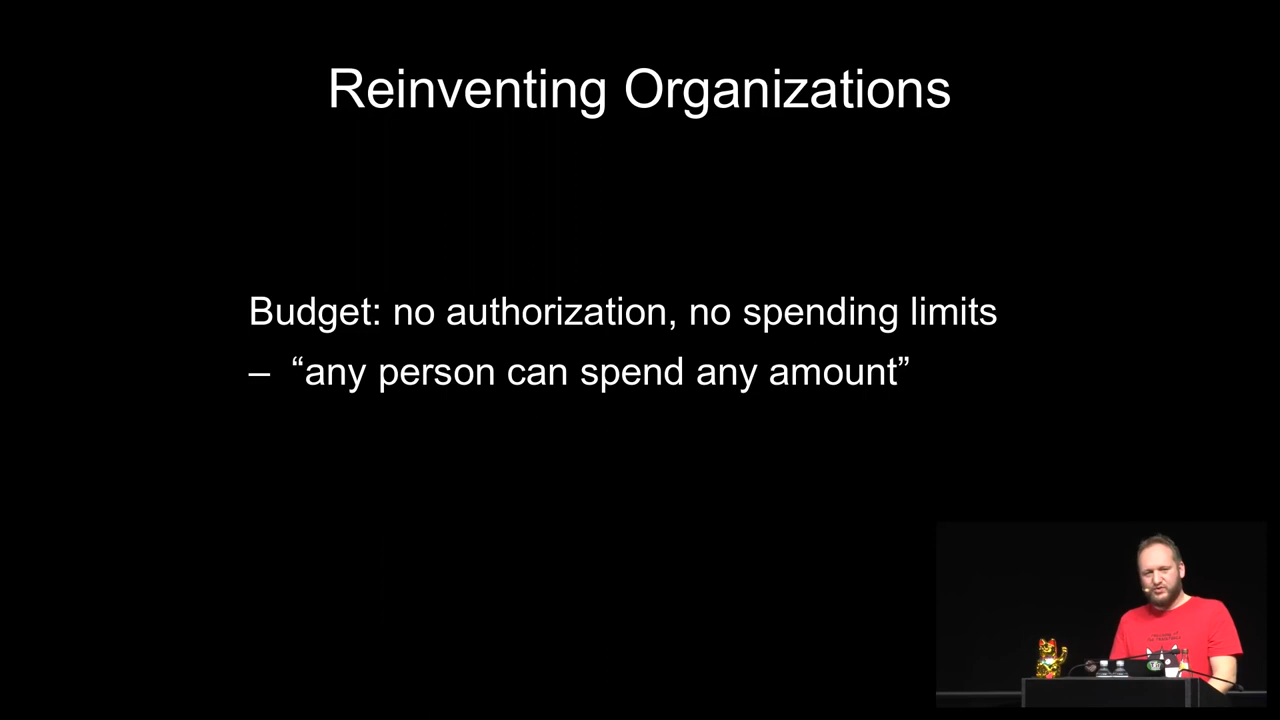 Reinventing Organizations
Budget: no authorization, no spending limits
– “any person can spend any amount”